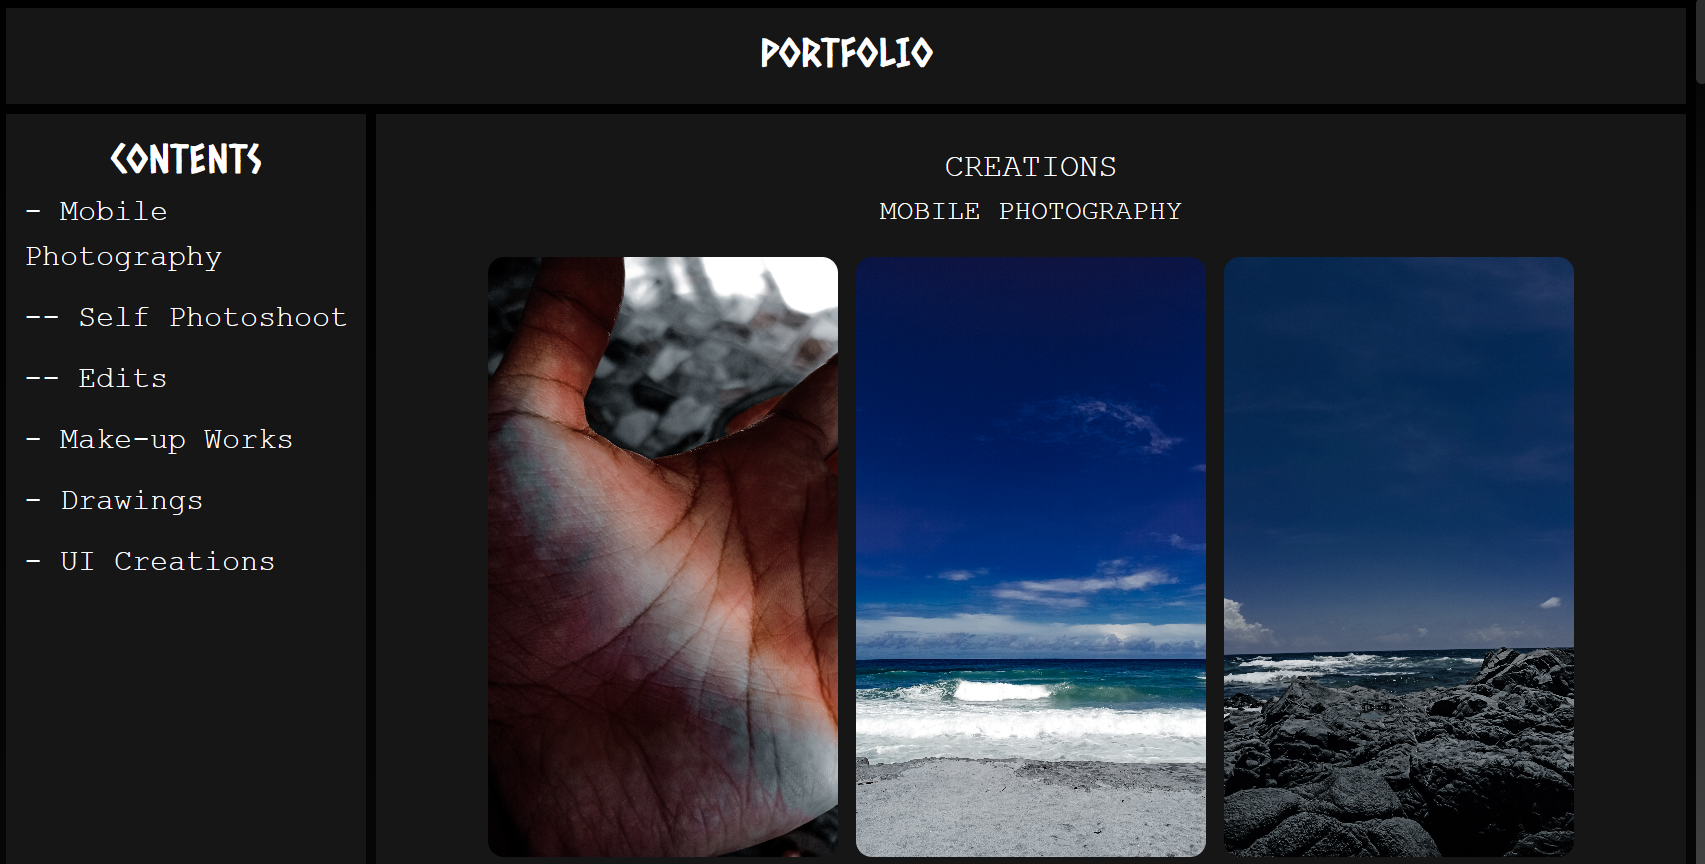 PORTFOLIO
CONTENTS
- Mobile
Photography
-- Self Photoshoot
-- Edits
- Make-up Works
- Drawings
- UI Creations
CREATIONS
MOBILE PHOTOGRAPHY